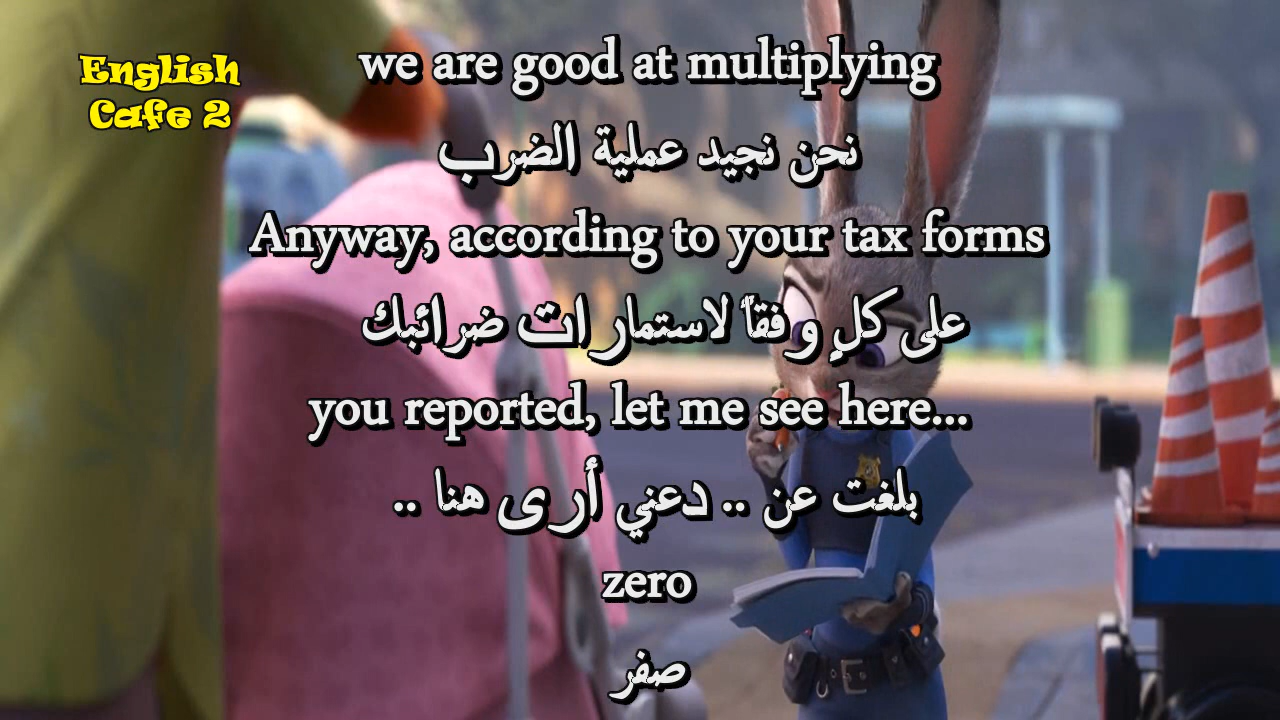 English
Cafe 2
we are good at multiplying
نحن نجيد عملية الضرب
Anyway, according to your tax forms
على كلٍ وفقاً لاستمارات ضرائبك
you reported, let me see here...
بلغت عن .. دعني أرى هنا ..
zero
صفر